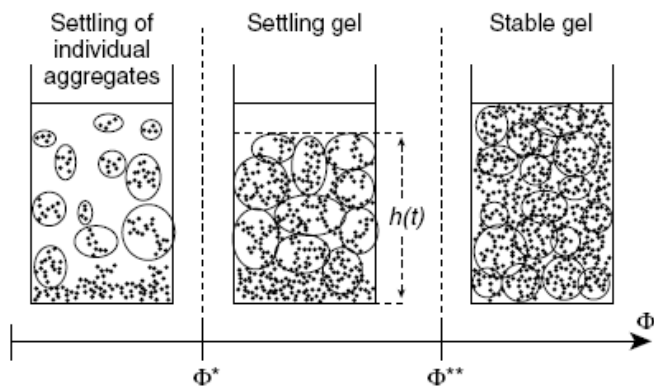 Settling of
individual
aggregates
Settling gel
Stable gel
h(t)
Φ
Φ*
Φ**